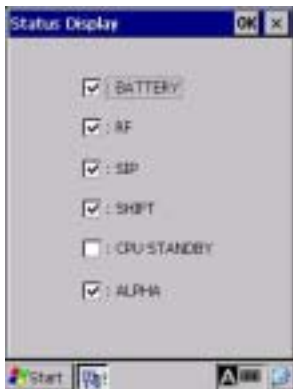 Status Display OK ×
: BATTERY
: RF
: SIP
: SHIFT
: CPU STANDBY
: ALPHA
Start A